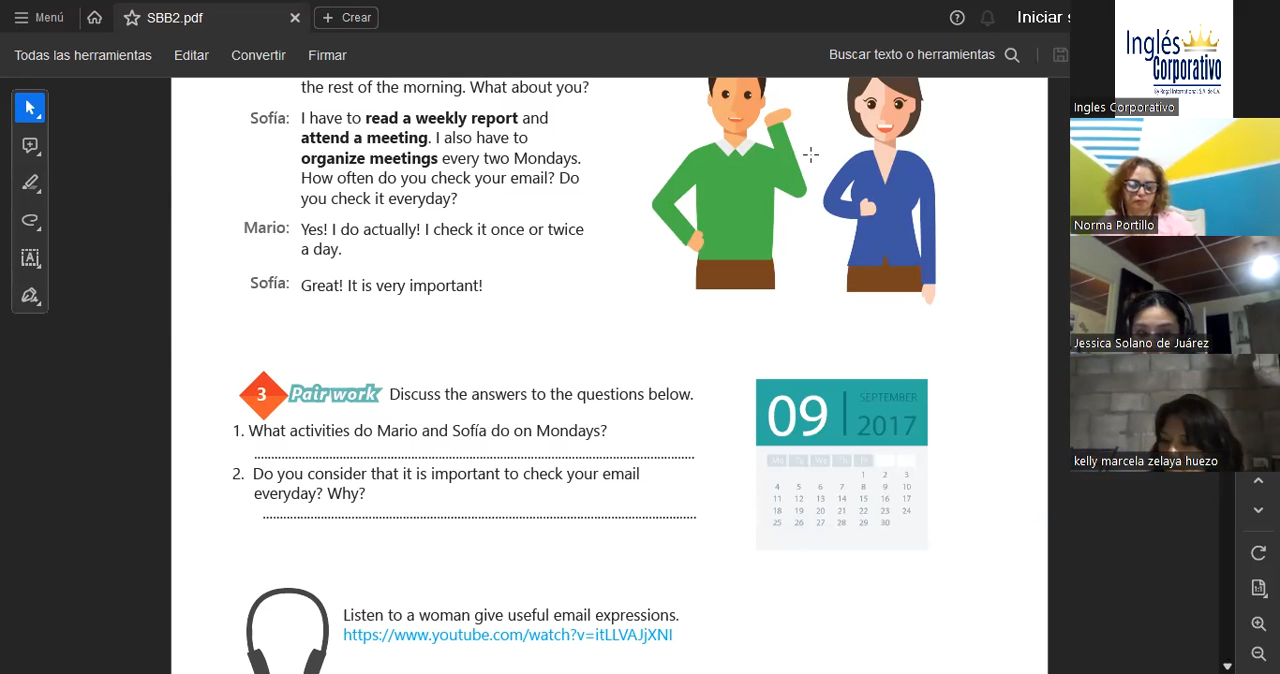 Menú
SBB2.pdf
Crear
Iniciar s
Todas las herramientas
Editar
Convertir
Firmar
Buscar texto o herramientas
Inglés
Corporativo
Ingles Corporativo
Norma Portillo
Jessica Solano de Juárez
kelly marcela zelaya huezo
the rest of the morning. What about you?
Sofía: I have to read a weekly report and
attend a meeting. I also have to
organize meetings every two Mondays.
How often do you check your email? Do
you check it everyday?
Mario: Yes! I do actually! I check it once or twice
a day.
Sofía: Great! It is very important!
3 Pair work Discuss the answers to the questions below.
1. What activities do Mario and Sofía do on Mondays?
2. Do you consider that it is important to check your email
everyday? Why?
09 SEPTEMBER
2017
Mo Tu We Th Fr
1 2 3
4 5 6 7 8 9 10
11 12 13 14 15 16 17
18 19 20 21 22 23 24
25 26 27 28 29 30
Listen to a woman give useful email expressions.
https://www.youtube.com/watch?v=itLLVAJjXNI